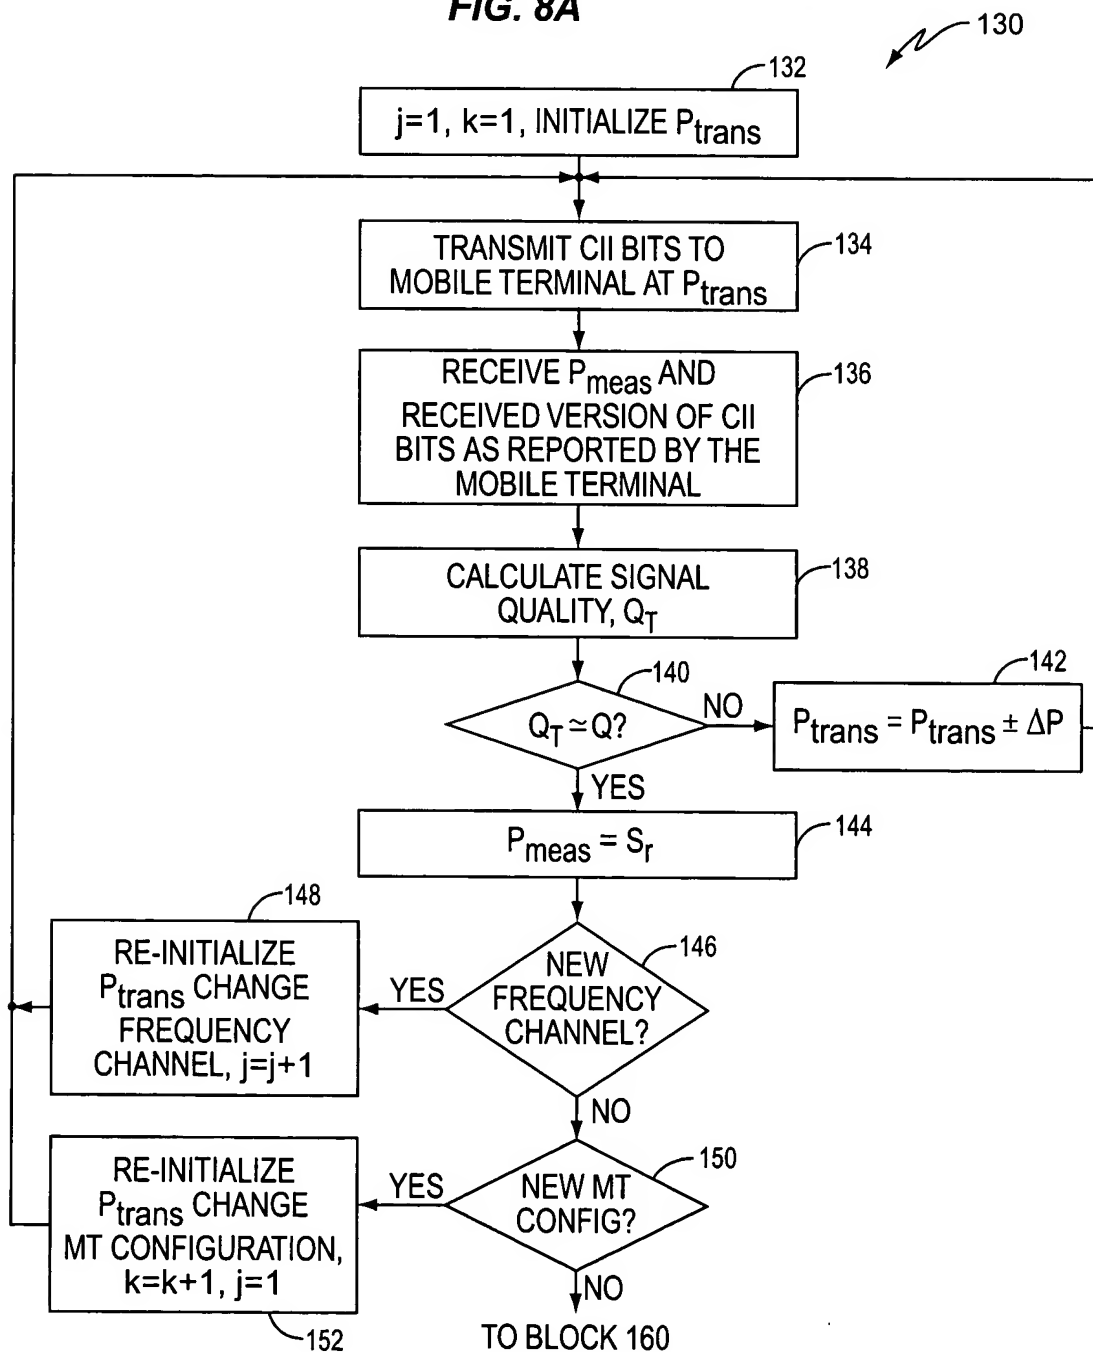 FIG. 8A
130
132
j=1, k=1, INITIALIZE Ptrans
TRANSMIT CII BITS TO
MOBILE TERMINAL AT Ptrans
134
RECEIVE Pmeas AND
RECEIVED VERSION OF CII
BITS AS REPORTED BY THE
MOBILE TERMINAL
136
CALCULATE SIGNAL
QUALITY, QT
138
140
QT ≃ Q?
NO
142
Ptrans = Ptrans ± ΔP
YES
Pmeas = Sr
144
148
RE-INITIALIZE
Ptrans CHANGE
FREQUENCY
CHANNEL, j=j+1
YES
146
NEW
FREQUENCY
CHANNEL?
NO
RE-INITIALIZE
Ptrans CHANGE
MT CONFIGURATION,
k=k+1, j=1
152
YES
150
NEW MT
CONFIG?
NO
TO BLOCK 160